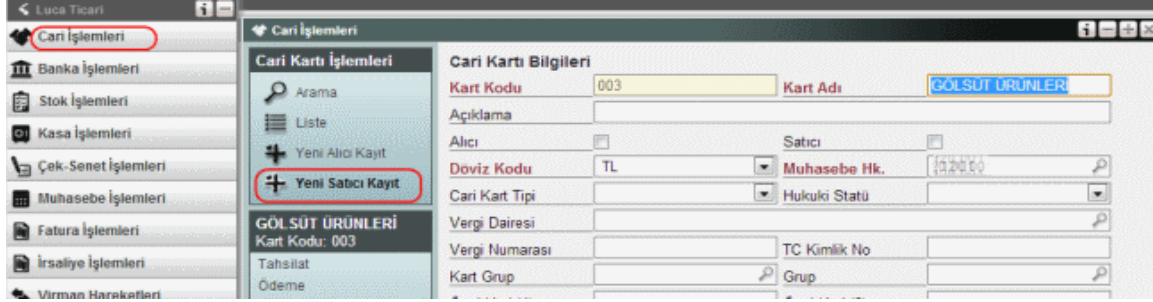 Luca Ticari
Cari İşlemleri
Banka İşlemleri
Stok İşlemleri
Kasa İşlemleri
Çek-Senet İşlemleri
Muhasebe İşlemleri
Fatura İşlemleri
İrsaliye İşlemleri
Virman Hareketleri
Cari İşlemleri
Cari Kartı İşlemleri
Arama
Liste
Yeni Alıcı Kayıt
Yeni Satıcı Kayıt
GÖLSÜT ÜRÜNLERİ
Kart Kodu: 003
Tahsilat
Ödeme
Cari Kartı Bilgileri
Kart Kodu 003 Kart Adı GÖLSÜT ÜRÜNLERİ
Açıklama
Alıcı Satıcı
Döviz Kodu TL Muhasebe Hk.
Cari Kart Tipi Hukuki Statü
Vergi Dairesi
Vergi Numarası TC Kimlik No
Kart Grup Grup